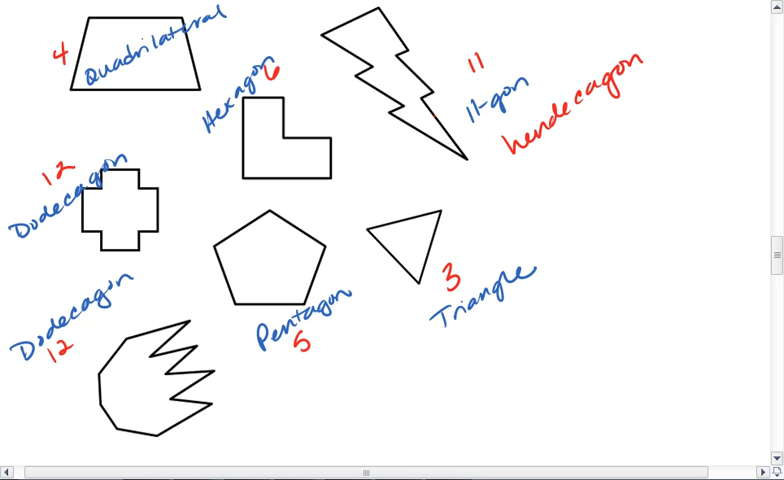 4
Quadrilateral
Hexagon
6
11
11-gon
hendecagon
12
Dodecagon
3
Triangle
Pentagon
5
Dodecagon
12